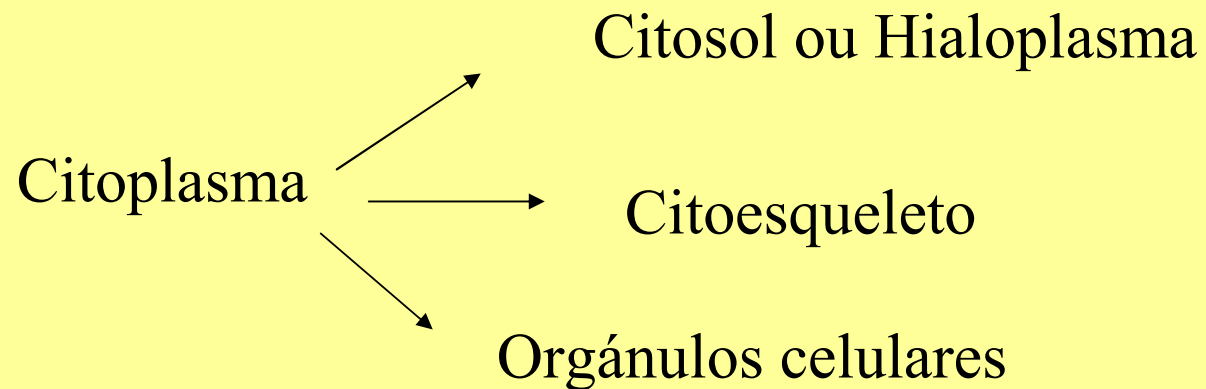 Citosol ou Hialoplasma
Citoplasma
Citoesqueleto
Orgánulos celulares